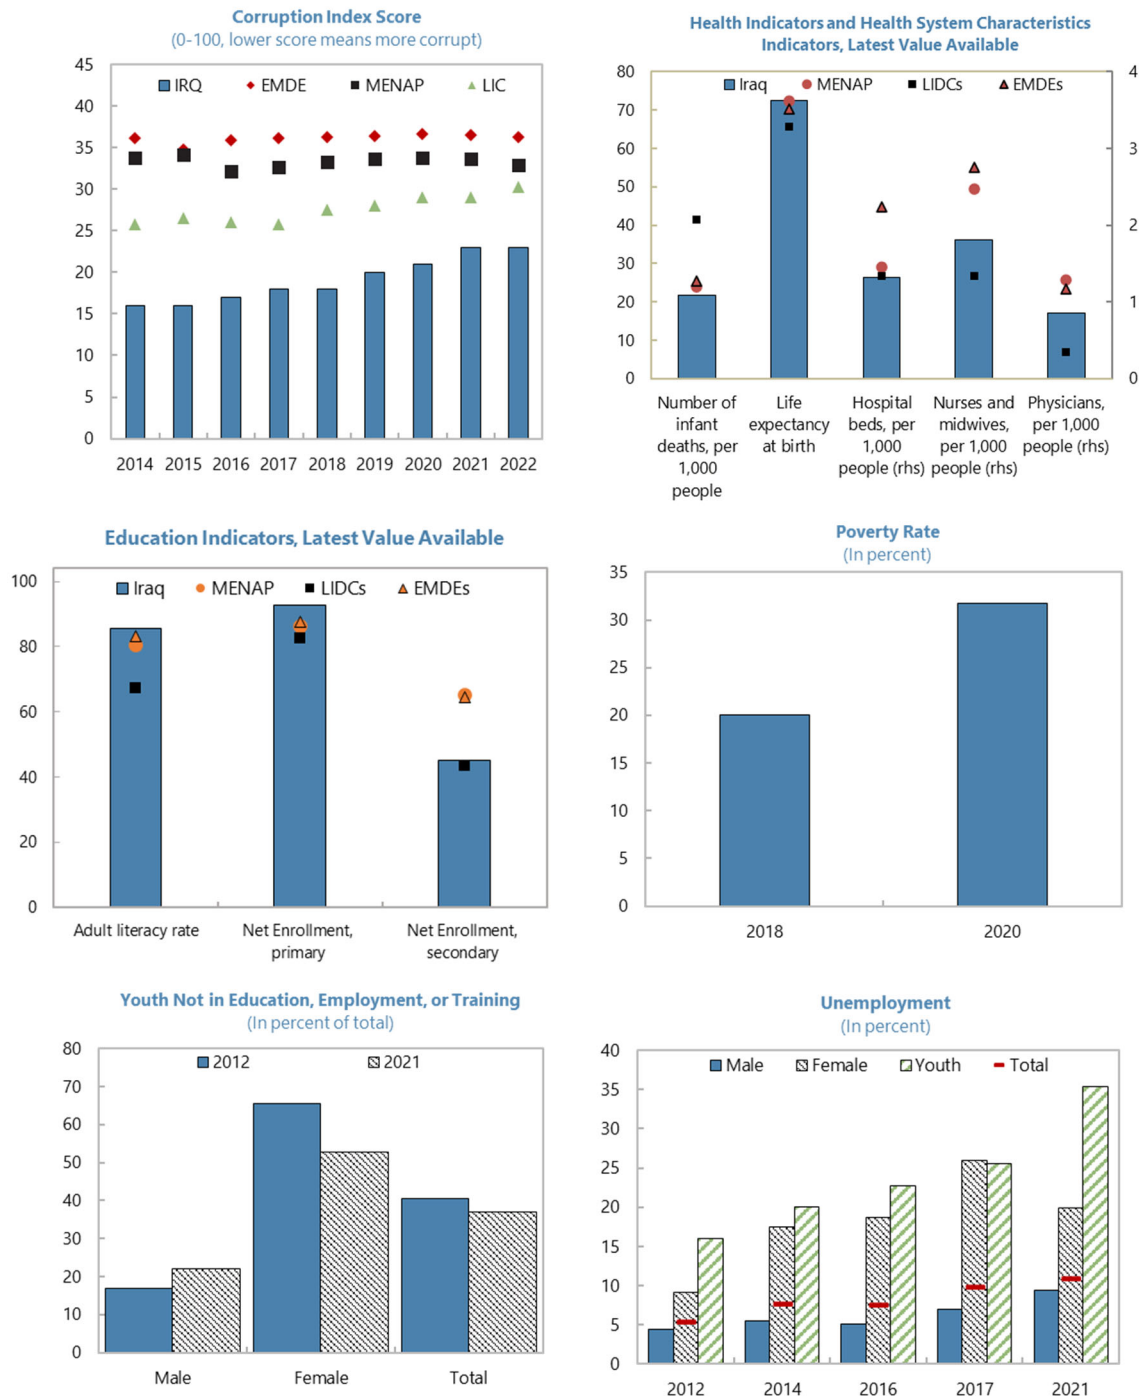 Corruption Index Score
(0-100, lower score means more corrupt)
45
40
35
30
25
20
15
10
5
0
IRQ EMDE MENAP LIC
2014 2015 2016 2017 2018 2019 2020 2021 2022
Health Indicators and Health System Characteristics
Indicators, Latest Value Available
80
70
60
50
40
30
20
10
0
Iraq MENAP LIDCs EMDEs
4
3
2
1
0
Number of
infant
deaths, per
1,000
people
Life
expectancy
at birth
Hospital
beds, per
1,000
people (rhs)
Nurses and
midwives,
per 1,000
people (rhs)
Physicians,
per 1,000
people (rhs)
Education Indicators, Latest Value Available
100
80
60
40
20
0
Iraq MENAP LIDCs EMDEs
Adult literacy rate
Net Enrollment,
primary
Net Enrollment,
secondary
Poverty Rate
(In percent)
35
30
25
20
15
10
5
0
2018 2020
Youth Not in Education, Employment, or Training
(In percent of total)
80
70
60
50
40
30
20
10
0
2012 2021
Male Female Total
Unemployment
(In percent)
40
35
30
25
20
15
10
5
0
Male Female Youth Total
2012 2014 2016 2017 2021